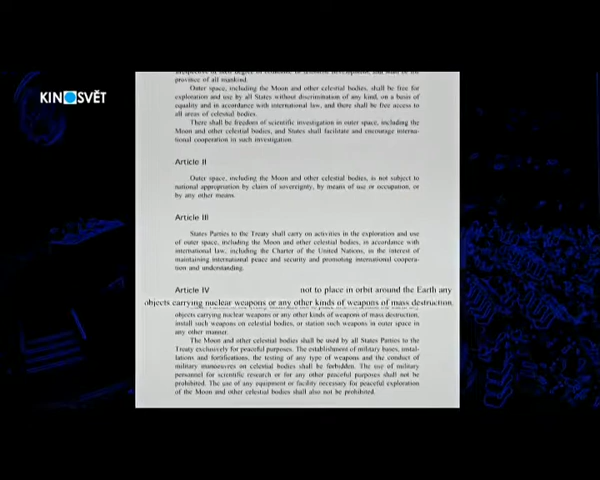 KINOSVĚT
province of all mankind.
Outer space, including the Moon and other celestial bodies, shall be free for
exploration and use by all States without discrimination of any kind, on a basis of
equality and in accordance with international law, and there shall be free access to
all areas of celestial bodies.
There shall be freedom of scientific investigation in outer space, including the
Moon and other celestial bodies, and States shall facilitate and encourage interna-
tional cooperation in such investigation.
Article II
Outer space, including the Moon and other celestial bodies, is not subject to
national appropriation by claim of sovereignty, by means of use or occupation, or
by any other means.
Article III
States Parties to the Treaty shall carry on activities in the exploration and use
of outer space, including the Moon and other celestial bodies, in accordance with
international law, including the Charter of the United Nations, in the interest of
maintaining international peace and security and promoting international coopera-
tion and understanding.
Article IV
not to place in orbit around the Earth any
objects carrying nuclear weapons or any other kinds of weapons of mass destruction,
objects carrying nuclear weapons or any other kinds of weapons of mass destruction,
install such weapons on celestial bodies, or station such weapons in outer space in
any other manner.
The Moon and other celestial bodies shall be used by all States Parties to the
Treaty exclusively for peaceful purposes. The establishment of military bases, instal-
lations and fortifications, the testing of any type of weapons and the conduct of
military manoeuvres on celestial bodies shall be forbidden. The use of military
personnel for scientific research or for any other peaceful purposes shall not be
prohibited. The use of any equipment or facility necessary for peaceful exploration
of the Moon and other celestial bodies shall also not be prohibited.